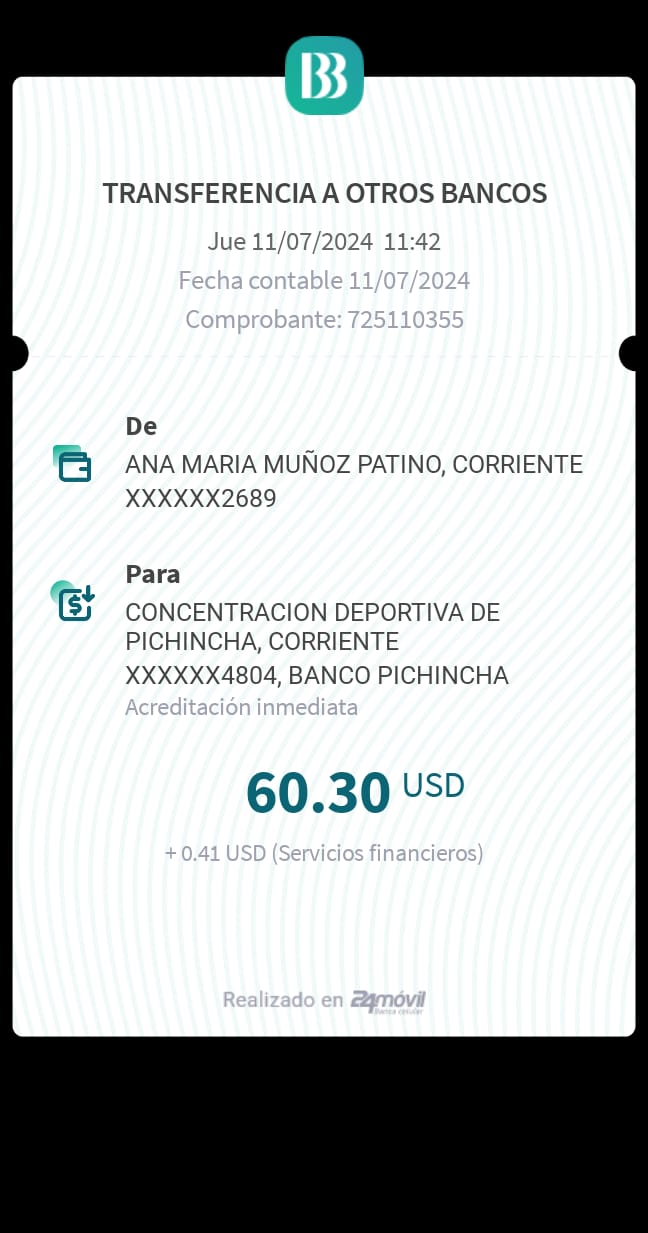 BB
TRANSFERENCIA A OTROS BANCOS
Jue 11/07/2024 11:42
Fecha contable 11/07/2024
Comprobante: 725110355
De
ANA MARIA MUÑOZ PATINO, CORRIENTE
XXXXXX2689
Para
CONCENTRACION DEPORTIVA DE
PICHINCHA, CORRIENTE
XXXXXX4804, BANCO PICHINCHA
Acreditación inmediata
60.30 USD
+ 0.41 USD (Servicios financieros)
Realizado en 24móvil
Banca celular